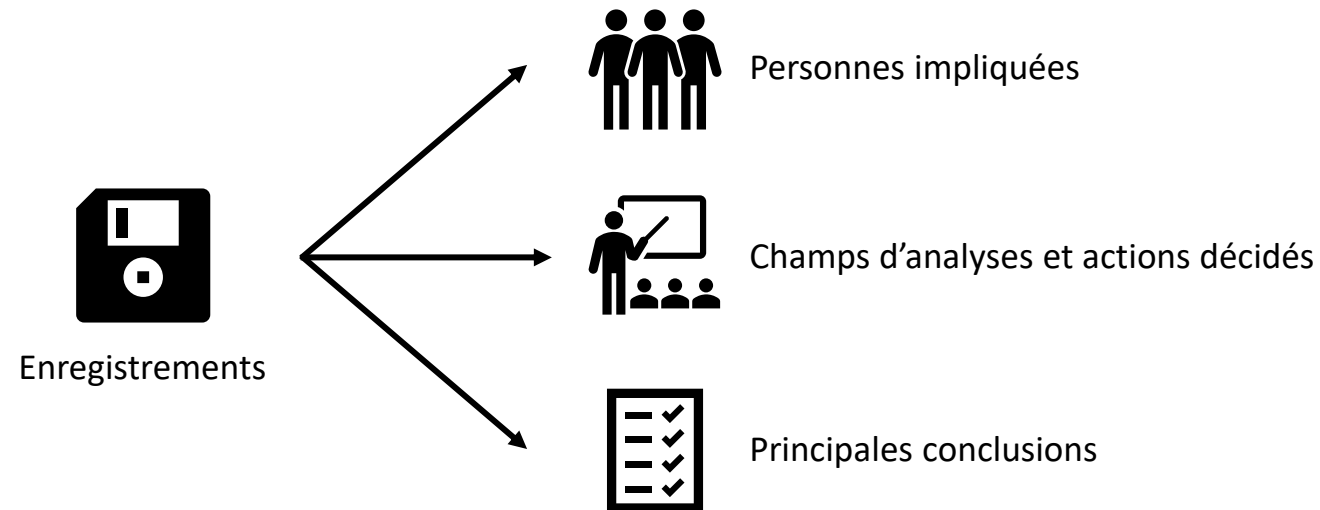 Personnes impliquées
Champs d’analyses et actions décidés
Enregistrements
Principales conclusions